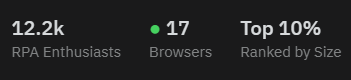 12.2k
RPA Enthusiasts
17
Browsers
Top 10%
Ranked by Size